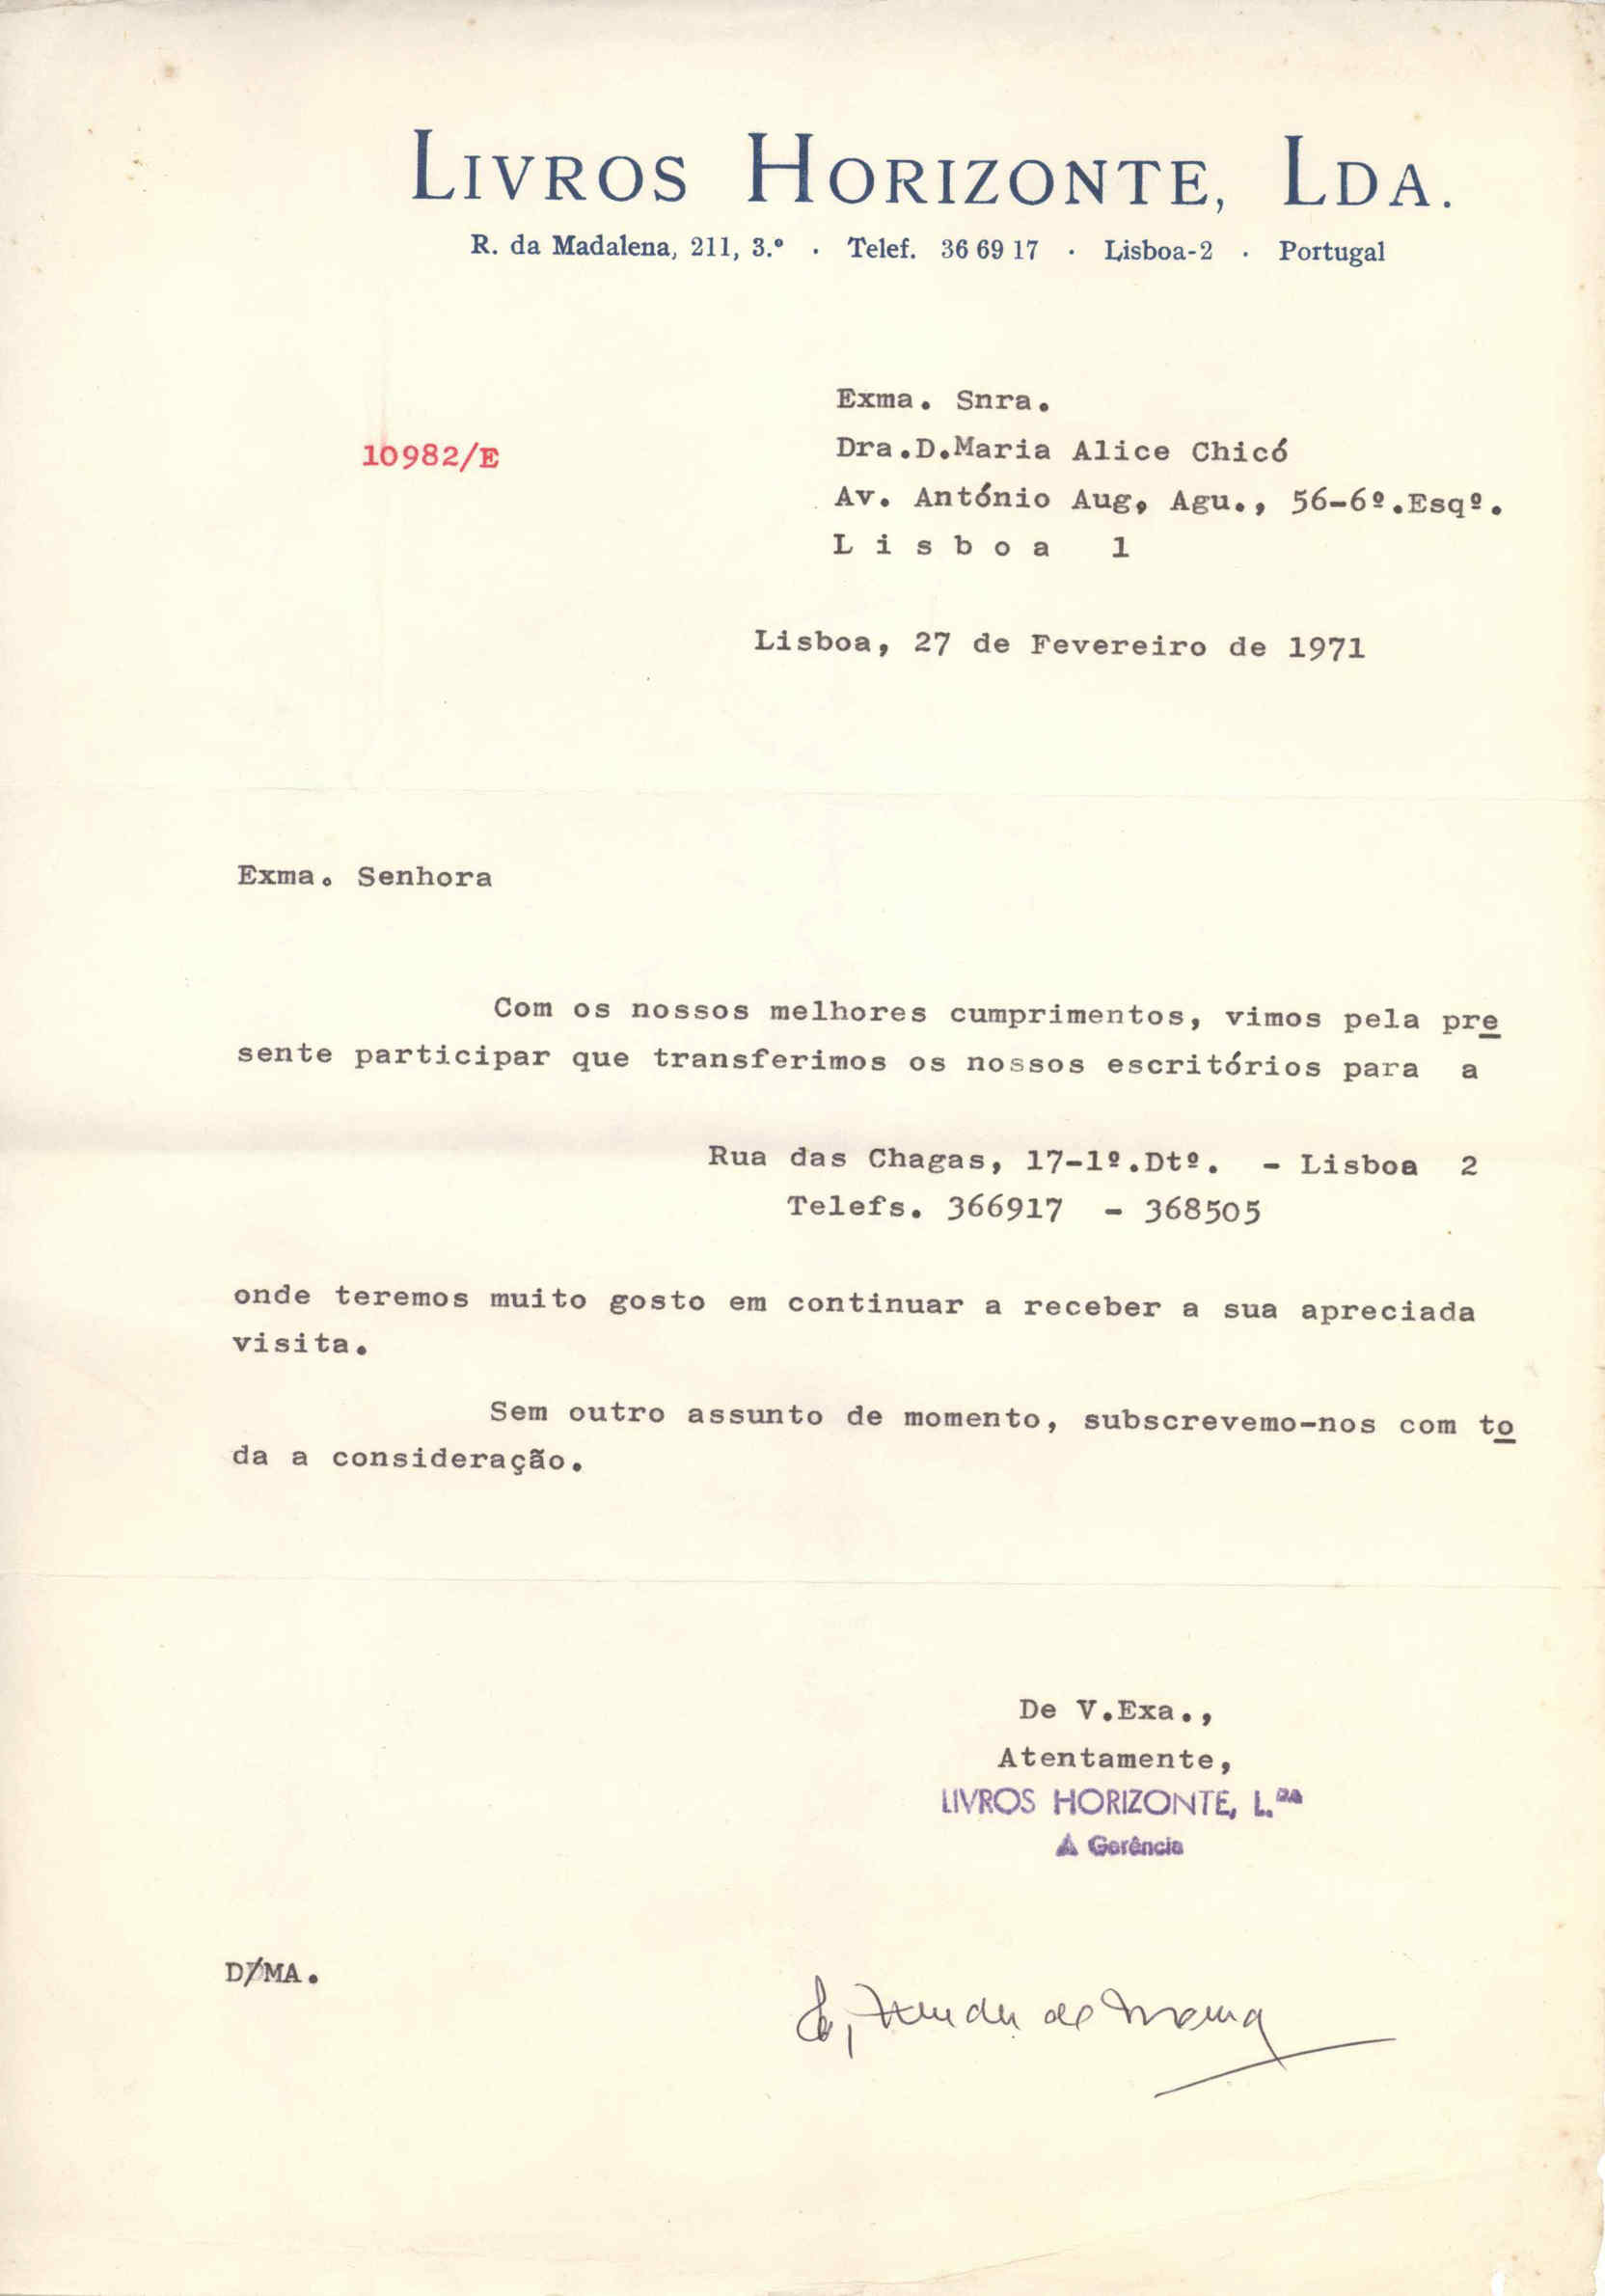 LIVROS HORIZONTE, LDA.
R. da Madalena, 211, 3.º · Telef. 36 69 17 · Lisboa-2 · Portugal
Exma. Snra.
10982/E
Dra.D.Maria Alice Chicó
Av. António Aug, Agu., 56-6º.Esqº.
L i s b o a 1
Lisboa, 27 de Fevereiro de 1971
Exma. Senhora
Com os nossos melhores cumprimentos, vimos pela pre
sente participar que transferimos os nossos escritórios para a
Rua das Chagas, 17-1º.Dtº. - Lisboa 2
Telefs. 366917 - 368505
onde teremos muito gosto em continuar a receber a sua apreciada
visita.
Sem outro assunto de momento, subscrevemo-nos com to
da a consideração.
De V.Exa.,
Atentamente,
LIVROS HORIZONTE, L.DA
A Gerência
D/MA.
de Moura